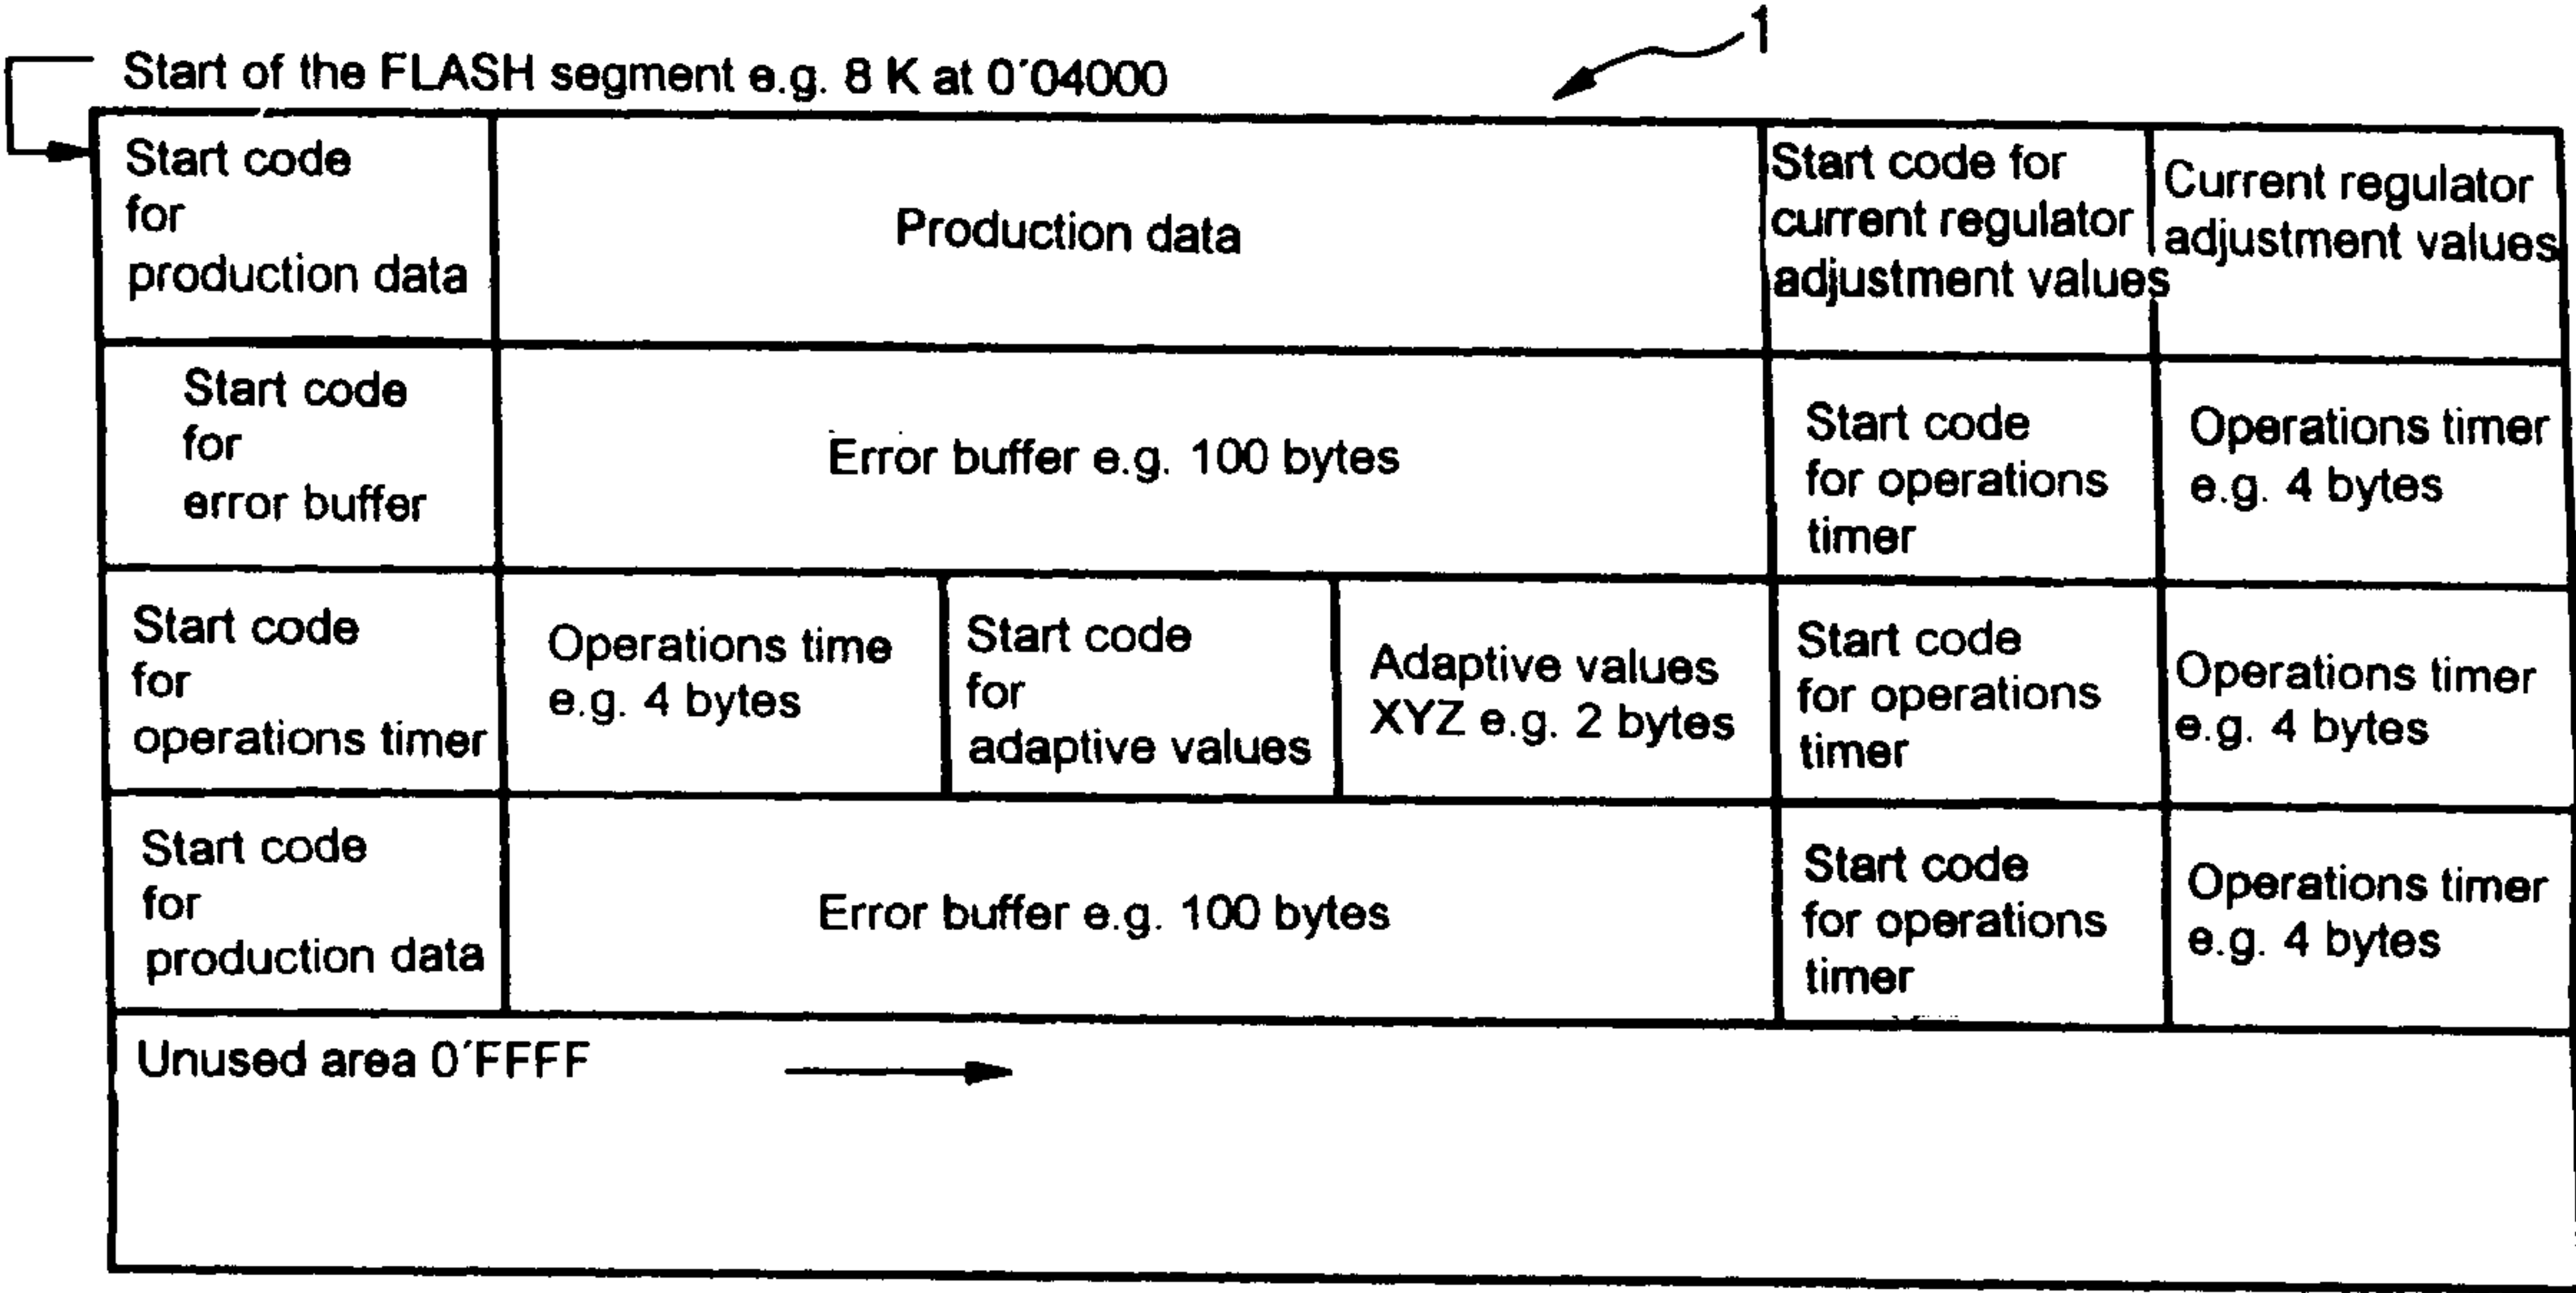 1
Start of the FLASH segment e.g. 8 K at 0´04000
Start code
for
production data
Production data
Start code for
current regulator
adjustment values
Current regulator
adjustment values
Start code
for
error buffer
Error buffer e.g. 100 bytes
Start code
for operations
timer
Operations timer
e.g. 4 bytes
Start code
for
operations timer
Operations time
e.g. 4 bytes
Start code
for
adaptive values
Adaptive values
XYZ e.g. 2 bytes
Start code
for operations
timer
Operations timer
e.g. 4 bytes
Start code
for
production data
Error buffer e.g. 100 bytes
Start code
for operations
timer
Operations timer
e.g. 4 bytes
Unused area 0´FFFF